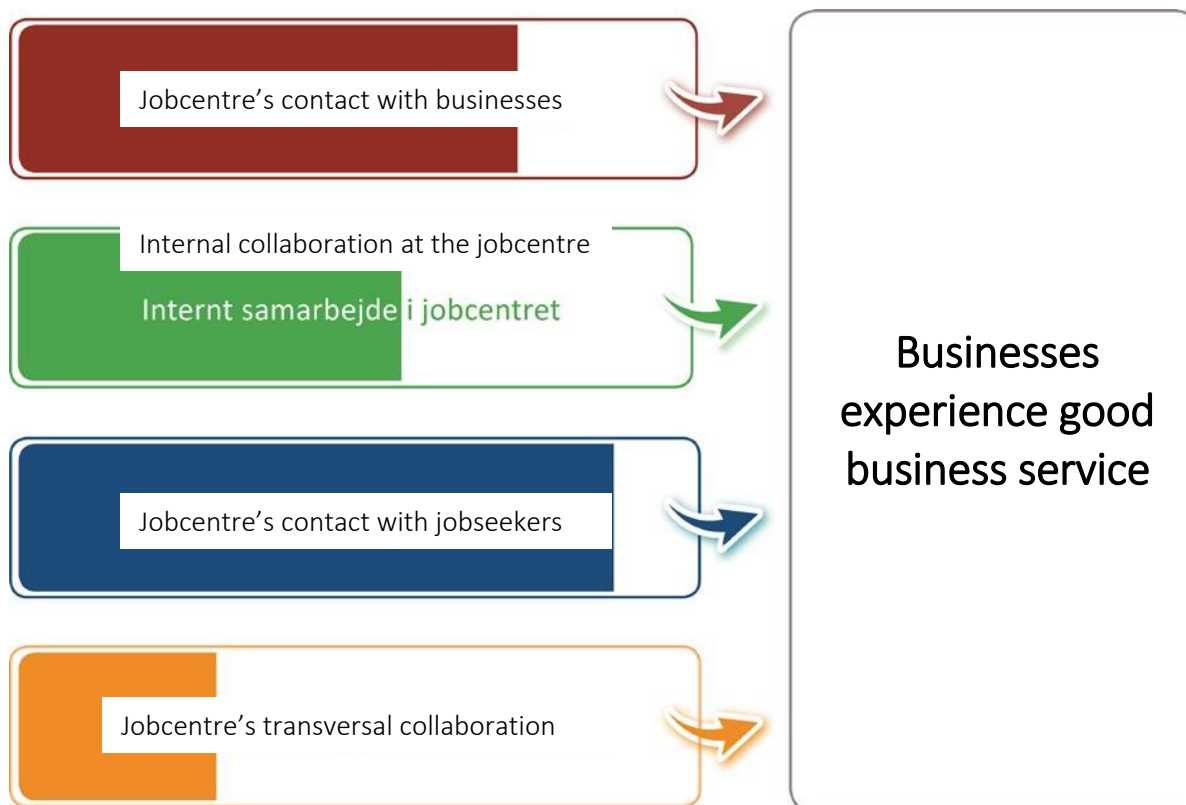 Jobcentre’s contact with businesses
Internal collaboration at the jobcentre
Internt samarbejde i jobcentret
Jobcentre’s contact with jobseekers
Jobcentre’s transversal collaboration
Businesses
experience good
business service